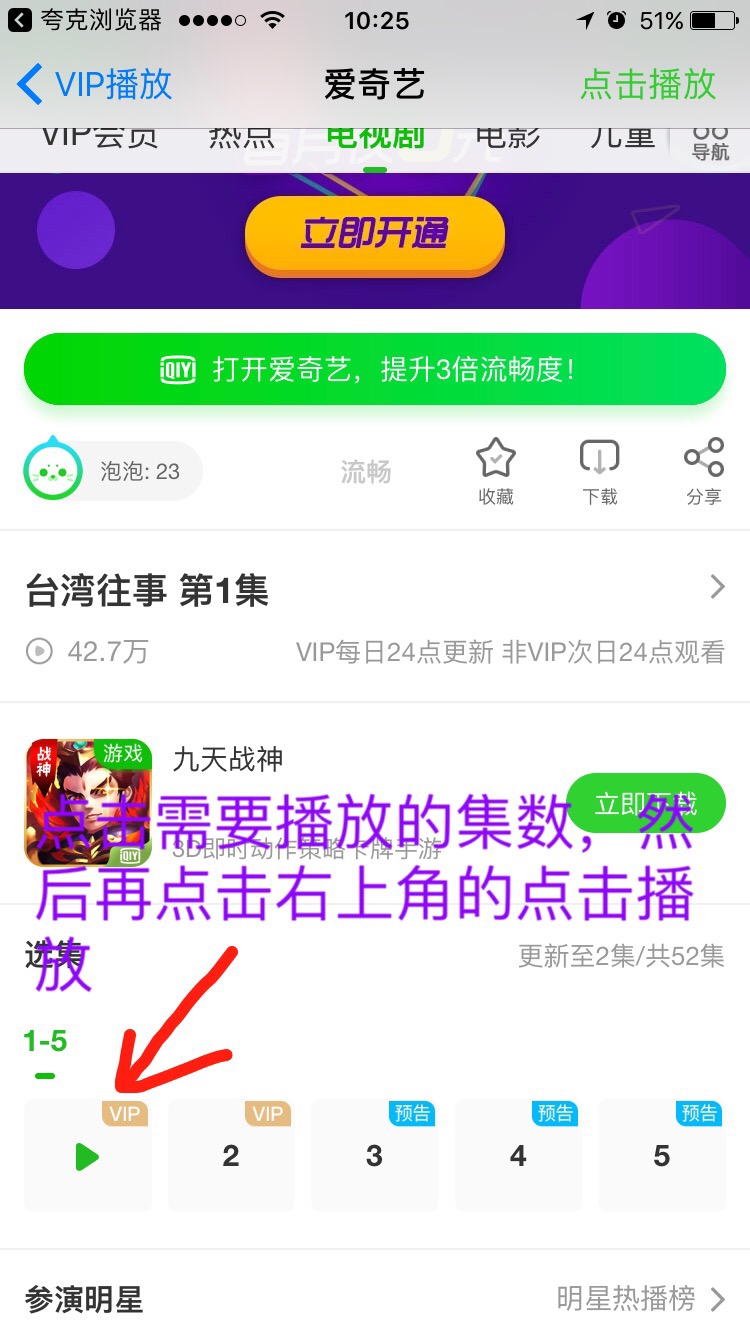 夸克浏览器 10:25 51%
VIP播放 爱奇艺 点击播放
VIP会员 热点 电视剧 电影 儿童 导航
立即开通
iQIYI 打开爱奇艺，提升3倍流畅度！
泡泡: 23 流畅 收藏 下载 分享
台湾往事 第1集
42.7万 VIP每日24点更新 非VIP次日24点观看
战神 游戏 九天战神
iQIYI 3D即时动作策略卡牌手游 立即下载
点击需要播放的集数，然
后再点击右上角的点击播
放
选集 更新至2集/共52集
1-5
VIP VIP 预告 预告 预告
2 3 4 5
参演明星 明星热播榜